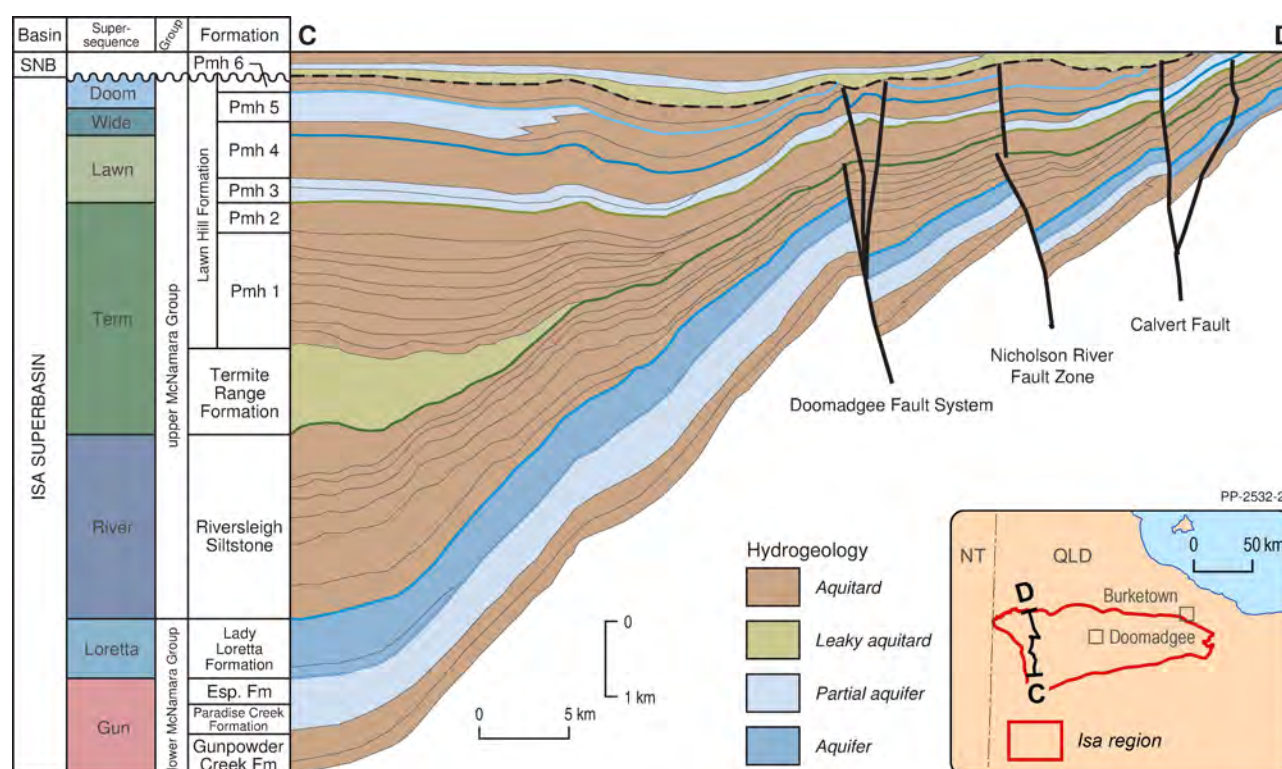 Basin
Super-
sequence
Group
Formation
C
D
SNB
Pmh 6
Doom
Pmh 5
Wide
Pmh 4
Lawn
Pmh 3
Pmh 2
Lawn Hill Formation
Pmh 1
Term
upper McNamara Group
ISA SUPERBASIN
Termite
Range
Formation
River
Riversleigh
Siltstone
Loretta
Lady
Loretta
Formation
lower McNamara Group
Gun
Esp. Fm
Paradise Creek
Formation
Gunpowder
Creek Fm
Calvert Fault
Nicholson River
Fault Zone
Doomadgee Fault System
0
1 km
0
5 km
Hydrogeology
Aquitard
Leaky aquitard
Partial aquifer
Aquifer
PP-2532-2
NT
QLD
0
50 km
D
Burketown
Doomadgee
C
Isa region